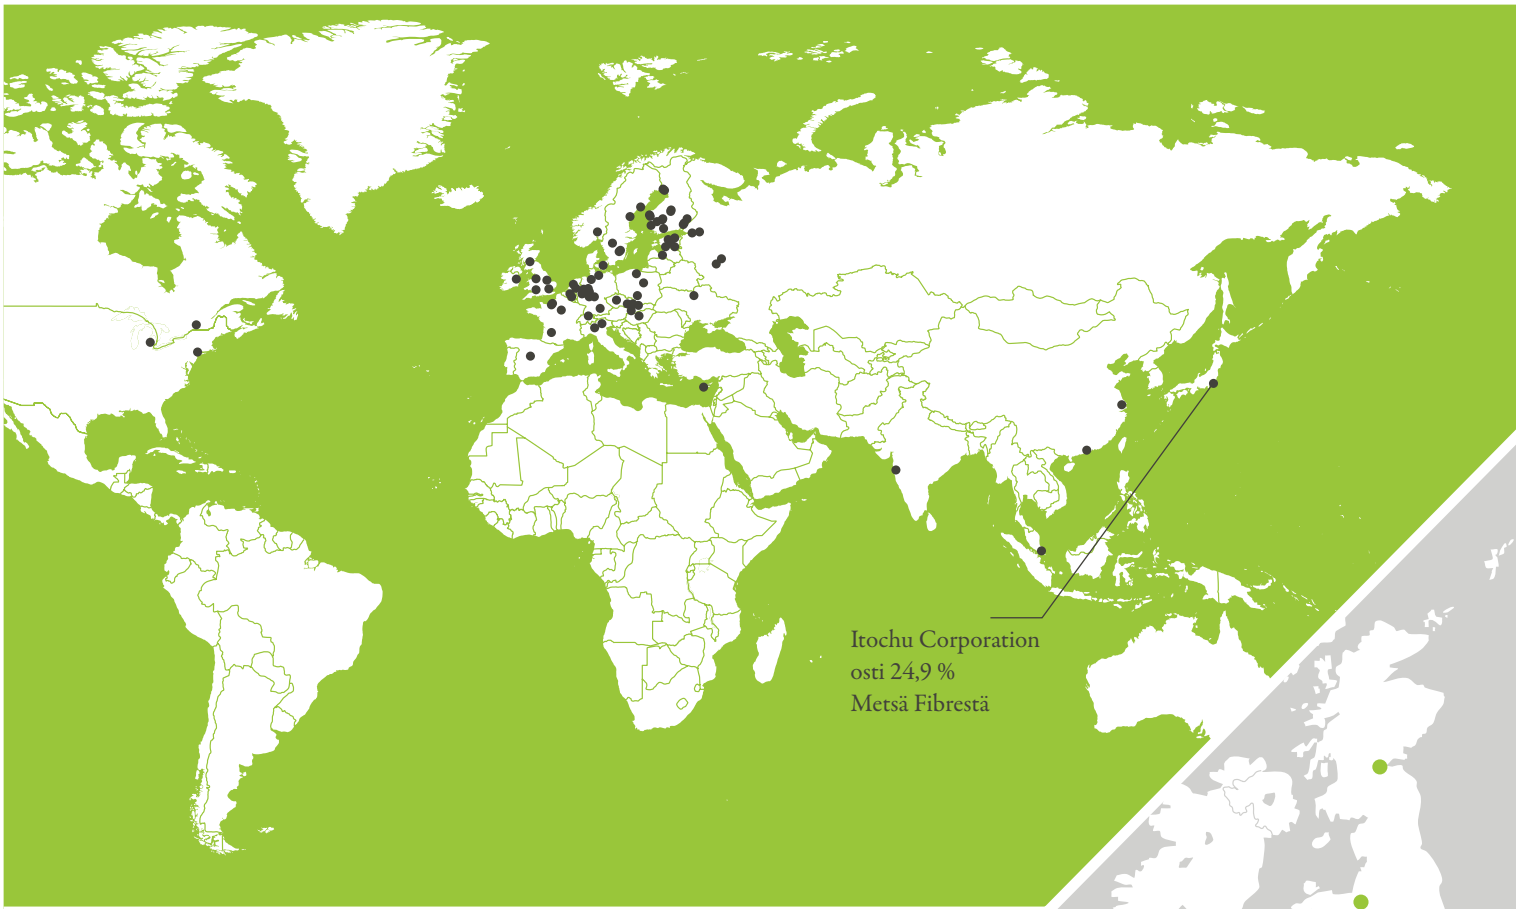 Itochu Corporation
osti 24,9 %
Metsä Fibrestä